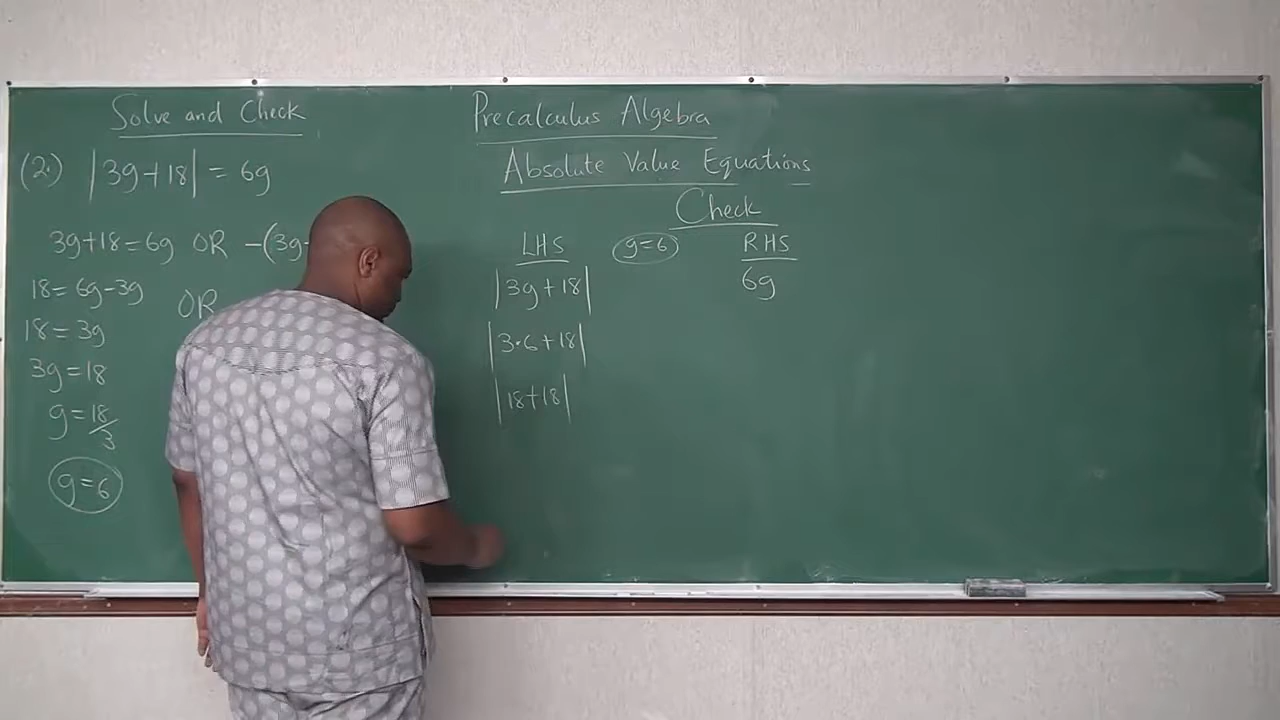 Solve and Check
(2.) |3g+18| = 6g
3g+18=6g OR -(3g
18= 6g-3g OR
18 = 3g
3g=18
g=18/3
g=6
Precalculus Algebra
Absolute Value Equations
Check
LHS g=6 RHS
|3g+18| 6g
|3•6+18|
|18+18|